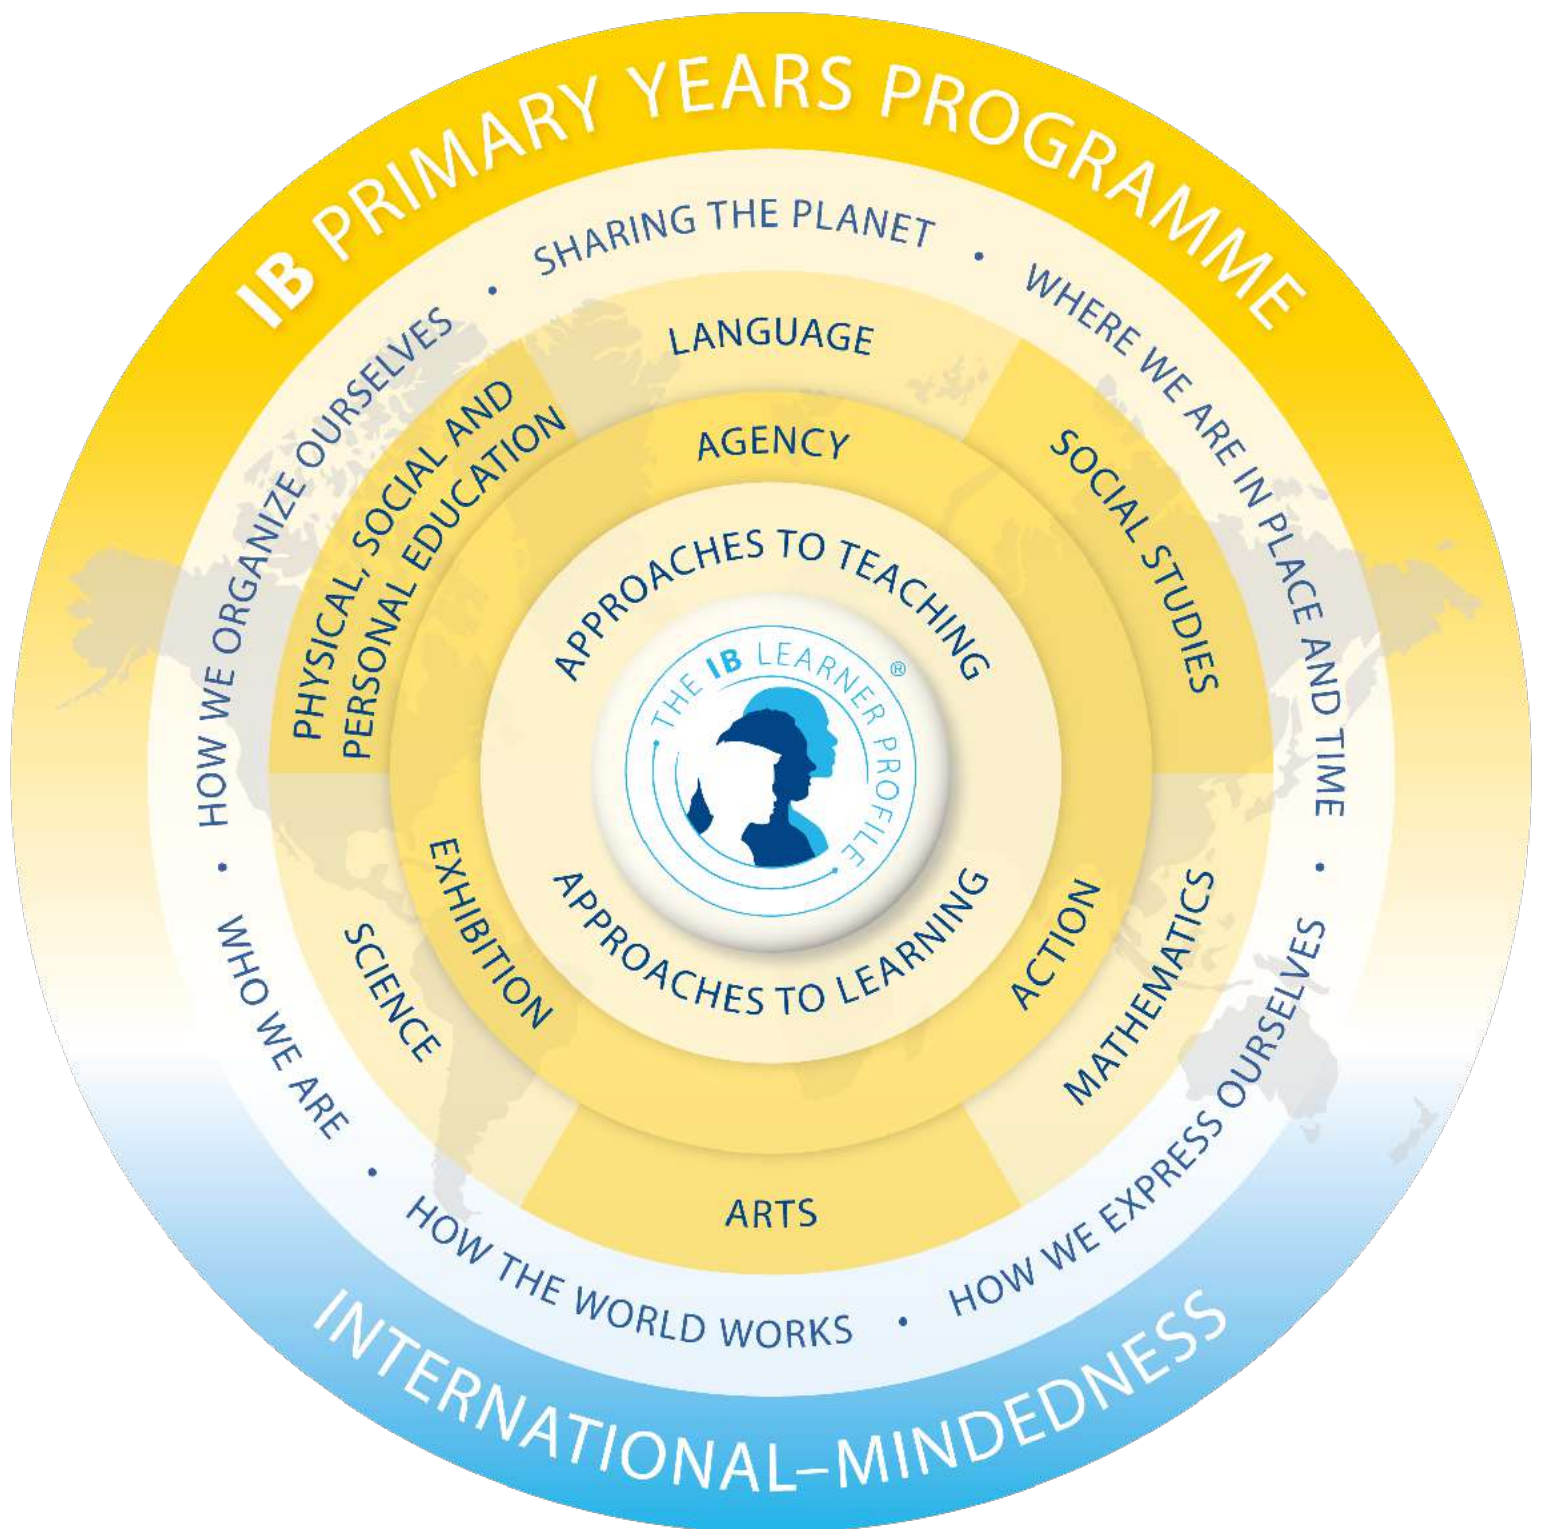 IB PRIMARY YEARS PROGRAMME
SHARING THE PLANET
•
WHERE WE ARE IN PLACE AND TIME
•
HOW WE EXPRESS OURSELVES
•
HOW THE WORLD WORKS
•
WHO WE ARE
•
HOW WE ORGANIZE OURSELVES
•
LANGUAGE
SOCIAL STUDIES
MATHEMATICS
ARTS
SCIENCE
PHYSICAL, SOCIAL AND
PERSONAL EDUCATION
AGENCY
ACTION
EXHIBITION
APPROACHES TO TEACHING
THE IB LEARNER PROFILE ®
APPROACHES TO LEARNING
INTERNATIONAL–MINDEDNESS